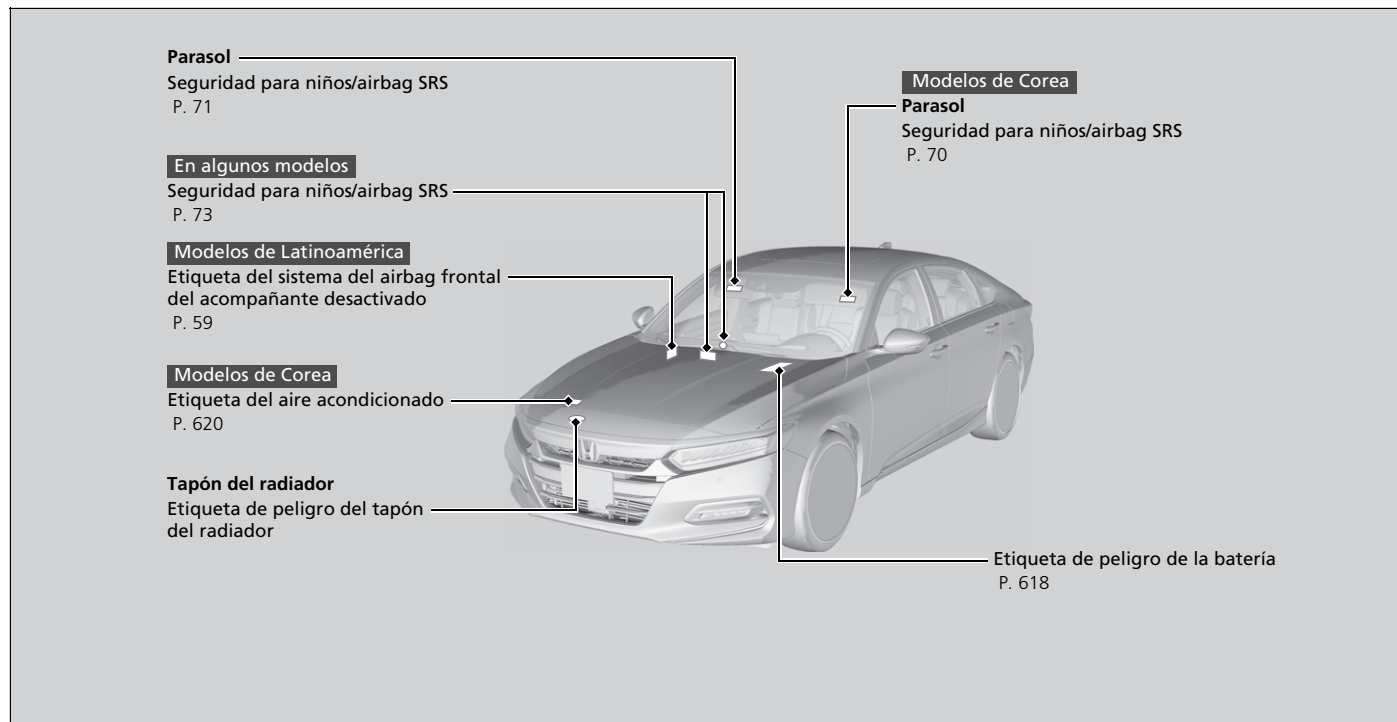 Parasol
Seguridad para niños/airbag SRS
P. 71
En algunos modelos
Seguridad para niños/airbag SRS
P. 73
Modelos de Latinoamérica
Etiqueta del sistema del airbag frontal
del acompañante desactivado
P. 59
Modelos de Corea
Etiqueta del aire acondicionado
P. 620
Tapón del radiador
Etiqueta de peligro del tapón
del radiador
Modelos de Corea
Parasol
Seguridad para niños/airbag SRS
P. 70
Etiqueta de peligro de la batería
P. 618